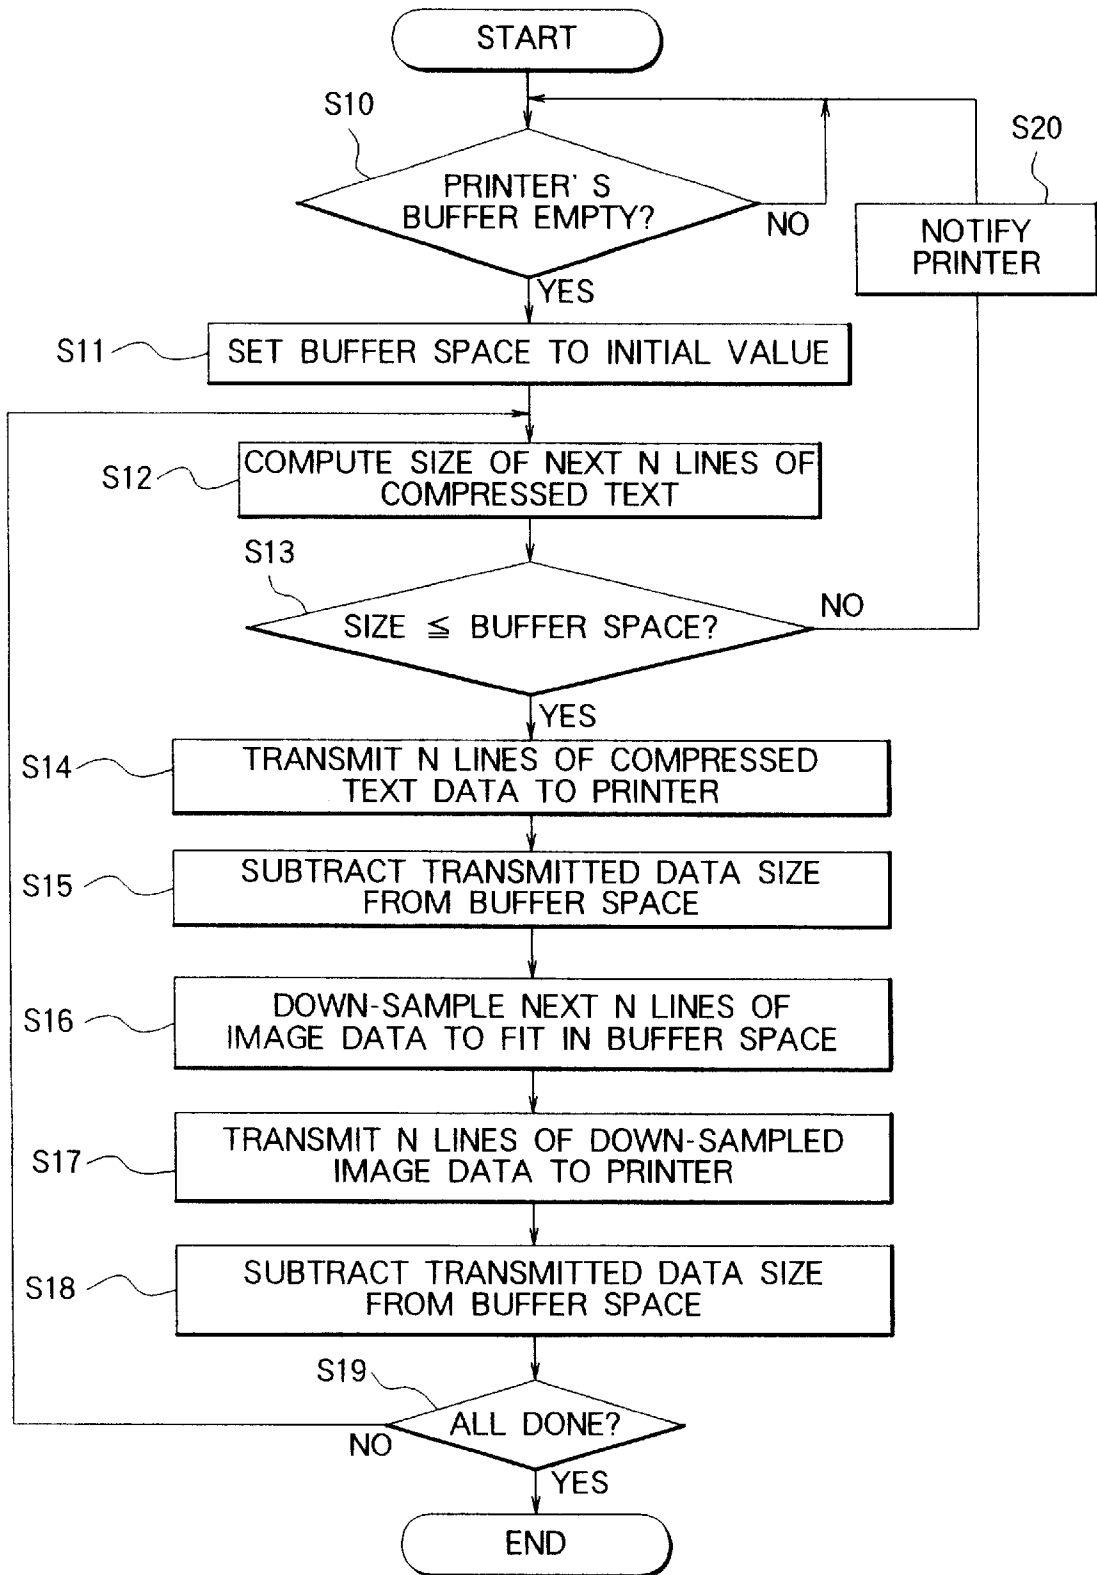 START
S10
S20
PRINTER' S
BUFFER EMPTY?
NO
NOTIFY
PRINTER
YES
S11
SET BUFFER SPACE TO INITIAL VALUE
S12
COMPUTE SIZE OF NEXT N LINES OF
COMPRESSED TEXT
S13
NO
SIZE ≦ BUFFER SPACE?
YES
S14
TRANSMIT N LINES OF COMPRESSED
TEXT DATA TO PRINTER
S15
SUBTRACT TRANSMITTED DATA SIZE
FROM BUFFER SPACE
S16
DOWN-SAMPLE NEXT N LINES OF
IMAGE DATA TO FIT IN BUFFER SPACE
S17
TRANSMIT N LINES OF DOWN-SAMPLED
IMAGE DATA TO PRINTER
S18
SUBTRACT TRANSMITTED DATA SIZE
FROM BUFFER SPACE
S19
ALL DONE?
NO
YES
END